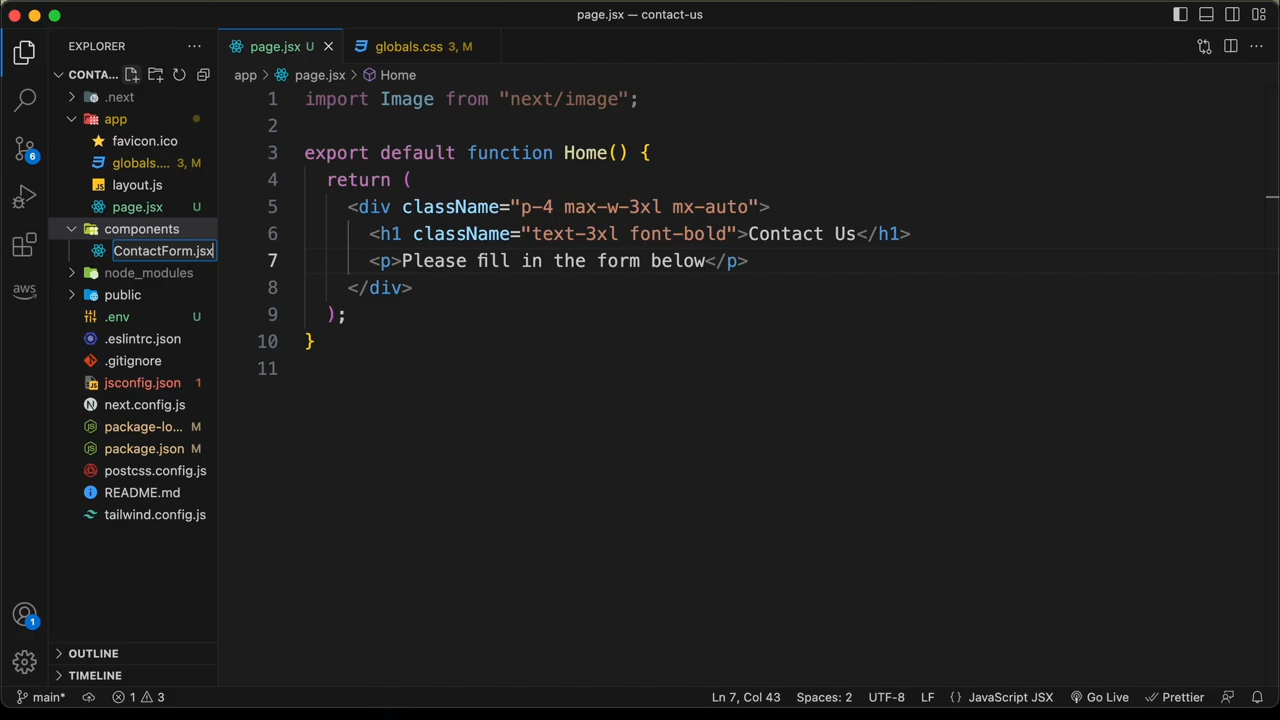 page.jsx — contact-us
EXPLORER
CONTA...
.next
app
favicon.ico
globals.... 3, M
layout.js
page.jsx U
components
ContactForm.jsx
node_modules
public
.env U
.eslintrc.json
.gitignore
jsconfig.json 1
next.config.js
package-lo... M
package.json M
postcss.config.js
README.md
tailwind.config.js
OUTLINE
TIMELINE
6
aws
1
page.jsx U
globals.css 3, M
app > page.jsx > Home
1 import Image from "next/image";
2
3 export default function Home() {
4 return (
5 <div className="p-4 max-w-3xl mx-auto">
6 <h1 className="text-3xl font-bold">Contact Us</h1>
7 <p>Please fill in the form below</p>
8 </div>
9 );
10 }
11
main* 1 3 Ln 7, Col 43 Spaces: 2 UTF-8 LF {} JavaScript JSX Go Live Prettier